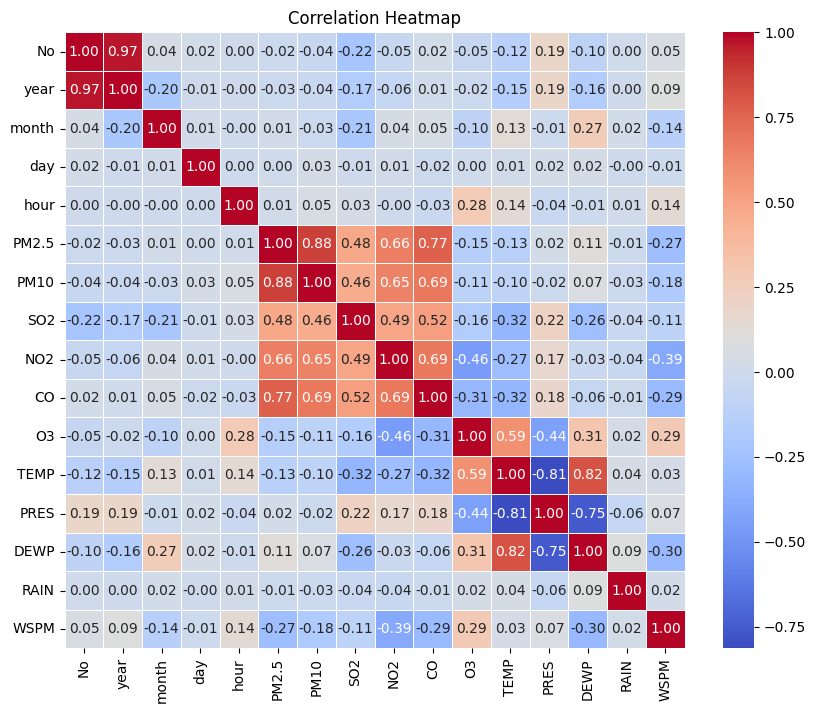 Correlation Heatmap
No 1.00 0.97 0.04 0.02 0.00 -0.02 -0.04 -0.22 -0.05 0.02 -0.05 -0.12 0.19 -0.10 0.00 0.05
year 0.97 1.00 -0.20 -0.01 -0.00 -0.03 -0.04 -0.17 -0.06 0.01 -0.02 -0.15 0.19 -0.16 0.00 0.09
month 0.04 -0.20 1.00 0.01 -0.00 0.01 -0.03 -0.21 0.04 0.05 -0.10 0.13 -0.01 0.27 0.02 -0.14
day 0.02 -0.01 0.01 1.00 0.00 0.00 0.03 -0.01 0.01 -0.02 0.00 0.01 0.02 0.02 -0.00 -0.01
hour 0.00 -0.00 -0.00 0.00 1.00 0.01 0.05 0.03 -0.00 -0.03 0.28 0.14 -0.04 -0.01 0.01 0.14
PM2.5 -0.02 -0.03 0.01 0.00 0.01 1.00 0.88 0.48 0.66 0.77 -0.15 -0.13 0.02 0.11 -0.01 -0.27
PM10 -0.04 -0.04 -0.03 0.03 0.05 0.88 1.00 0.46 0.65 0.69 -0.11 -0.10 -0.02 0.07 -0.03 -0.18
SO2 -0.22 -0.17 -0.21 -0.01 0.03 0.48 0.46 1.00 0.49 0.52 -0.16 -0.32 0.22 -0.26 -0.04 -0.11
NO2 -0.05 -0.06 0.04 0.01 -0.00 0.66 0.65 0.49 1.00 0.69 -0.46 -0.27 0.17 -0.03 -0.04 -0.39
CO 0.02 0.01 0.05 -0.02 -0.03 0.77 0.69 0.52 0.69 1.00 -0.31 -0.32 0.18 -0.06 -0.01 -0.29
O3 -0.05 -0.02 -0.10 0.00 0.28 -0.15 -0.11 -0.16 -0.46 -0.31 1.00 0.59 -0.44 0.31 0.02 0.29
TEMP -0.12 -0.15 0.13 0.01 0.14 -0.13 -0.10 -0.32 -0.27 -0.32 0.59 1.00 -0.81 0.82 0.04 0.03
PRES 0.19 0.19 -0.01 0.02 -0.04 0.02 -0.02 0.22 0.17 0.18 -0.44 -0.81 1.00 -0.75 -0.06 0.07
DEWP -0.10 -0.16 0.27 0.02 -0.01 0.11 0.07 -0.26 -0.03 -0.06 0.31 0.82 -0.75 1.00 0.09 -0.30
RAIN 0.00 0.00 0.02 -0.00 0.01 -0.01 -0.03 -0.04 -0.04 -0.01 0.02 0.04 -0.06 0.09 1.00 0.02
WSPM 0.05 0.09 -0.14 -0.01 0.14 -0.27 -0.18 -0.11 -0.39 -0.29 0.29 0.03 0.07 -0.30 0.02 1.00
No year month day hour PM2.5 PM10 SO2 NO2 CO O3 TEMP PRES DEWP RAIN WSPM
1.00
0.75
0.50
0.25
0.00
−0.25
−0.50
−0.75